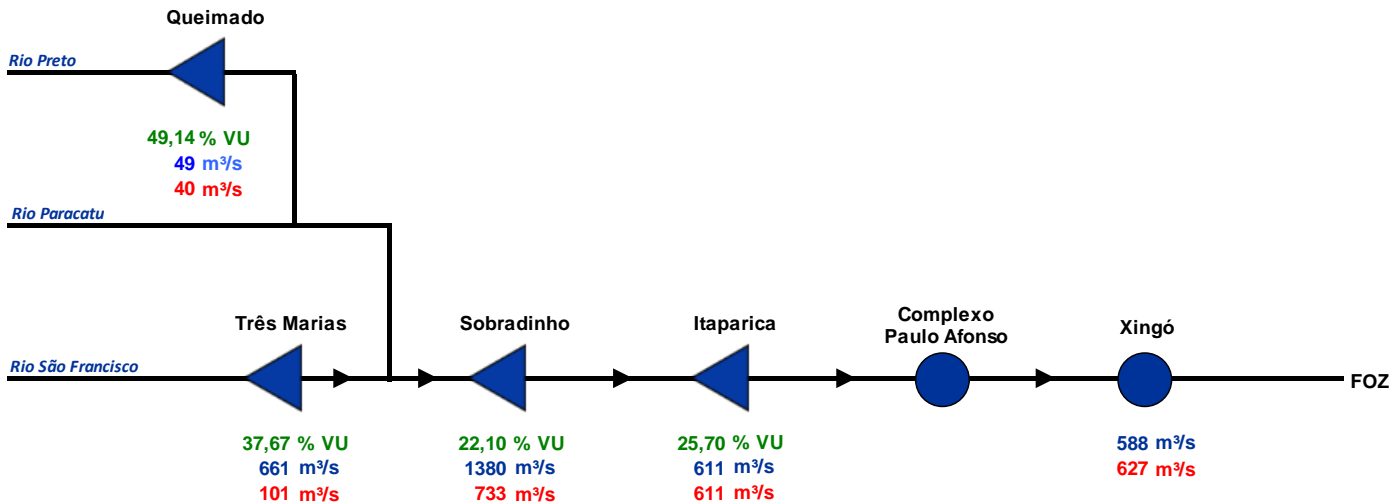 Queimado
Rio Preto
49,14 % VU
49 m³/s
40 m³/s
Rio Paracatu
Três Marias
Sobradinho
Itaparica
Complexo
Paulo Afonso
Xingó
Rio São Francisco
FOZ
37,67 % VU
661 m³/s
101 m³/s
22,10 % VU
1380 m³/s
733 m³/s
25,70 % VU
611 m³/s
611 m³/s
588 m³/s
627 m³/s